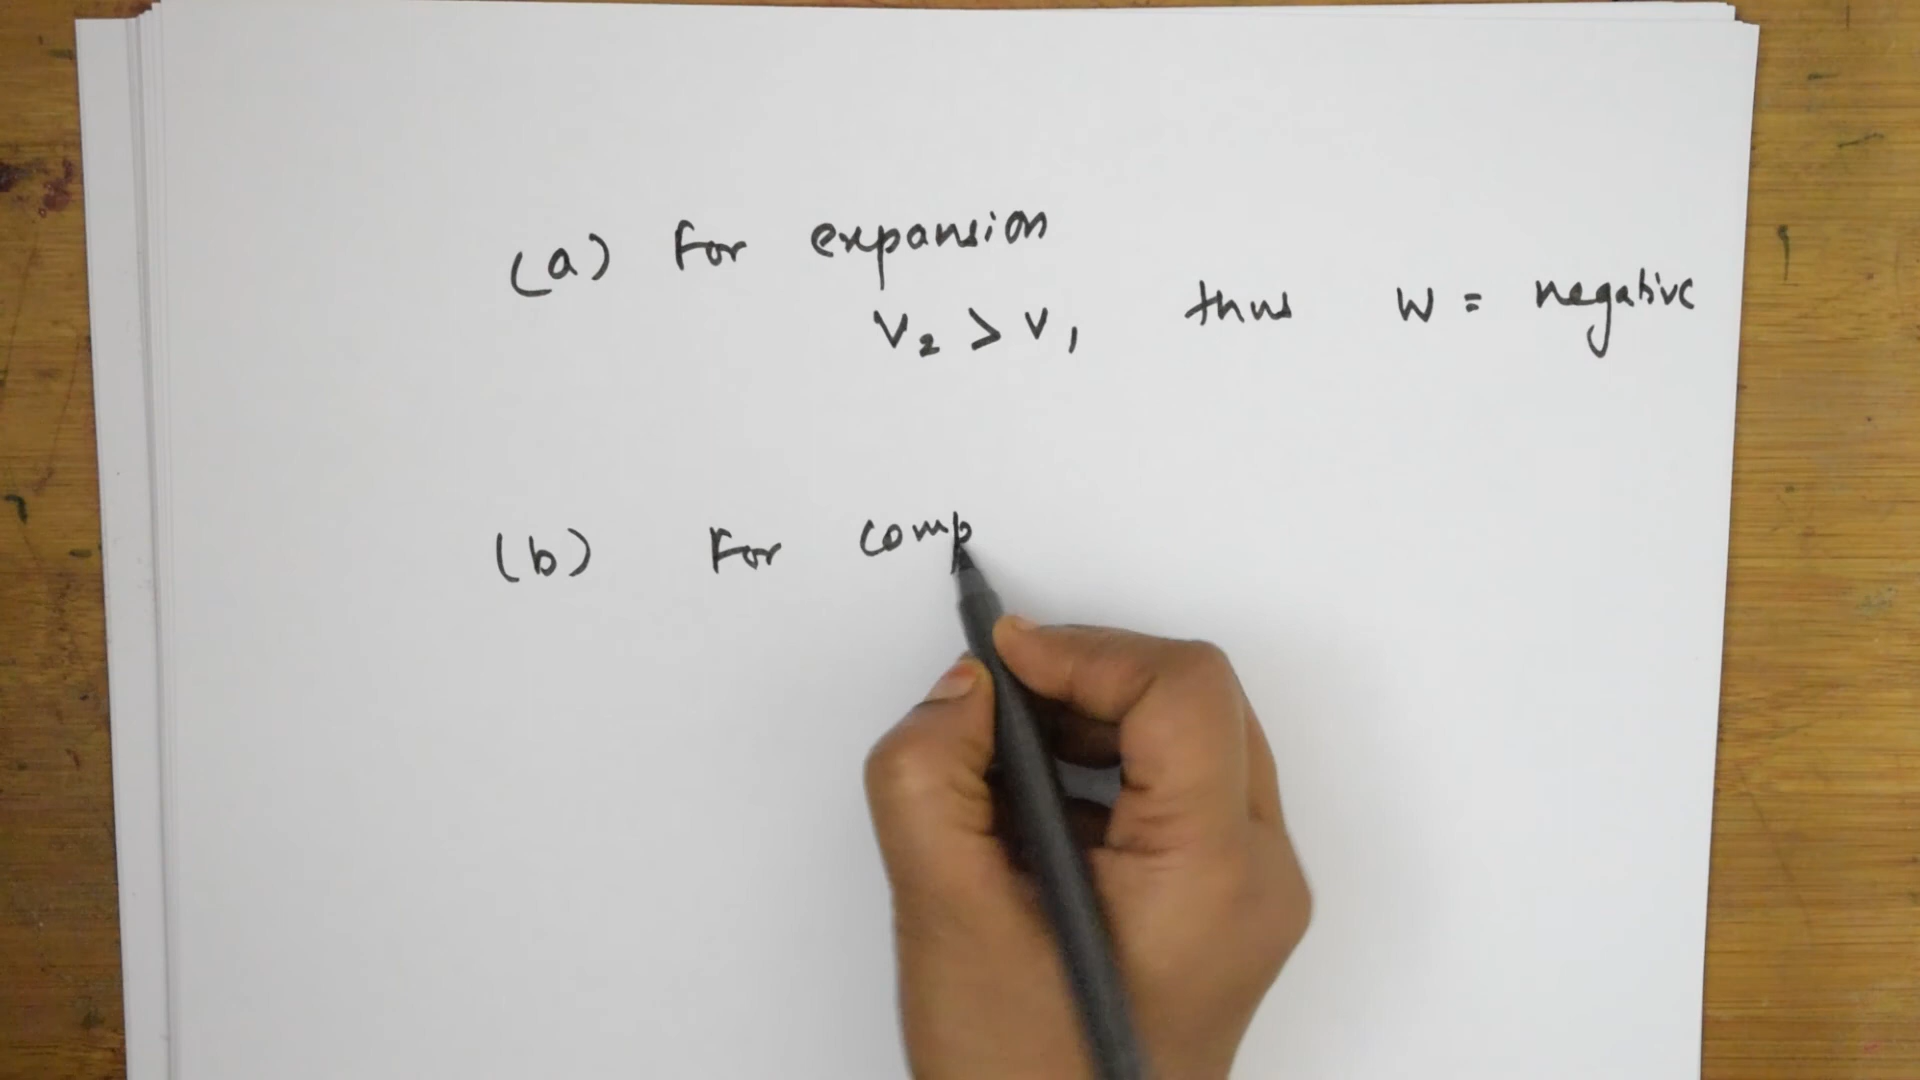 (a) For expansion
V₂ > V₁ thus W = negative
(b) For comp